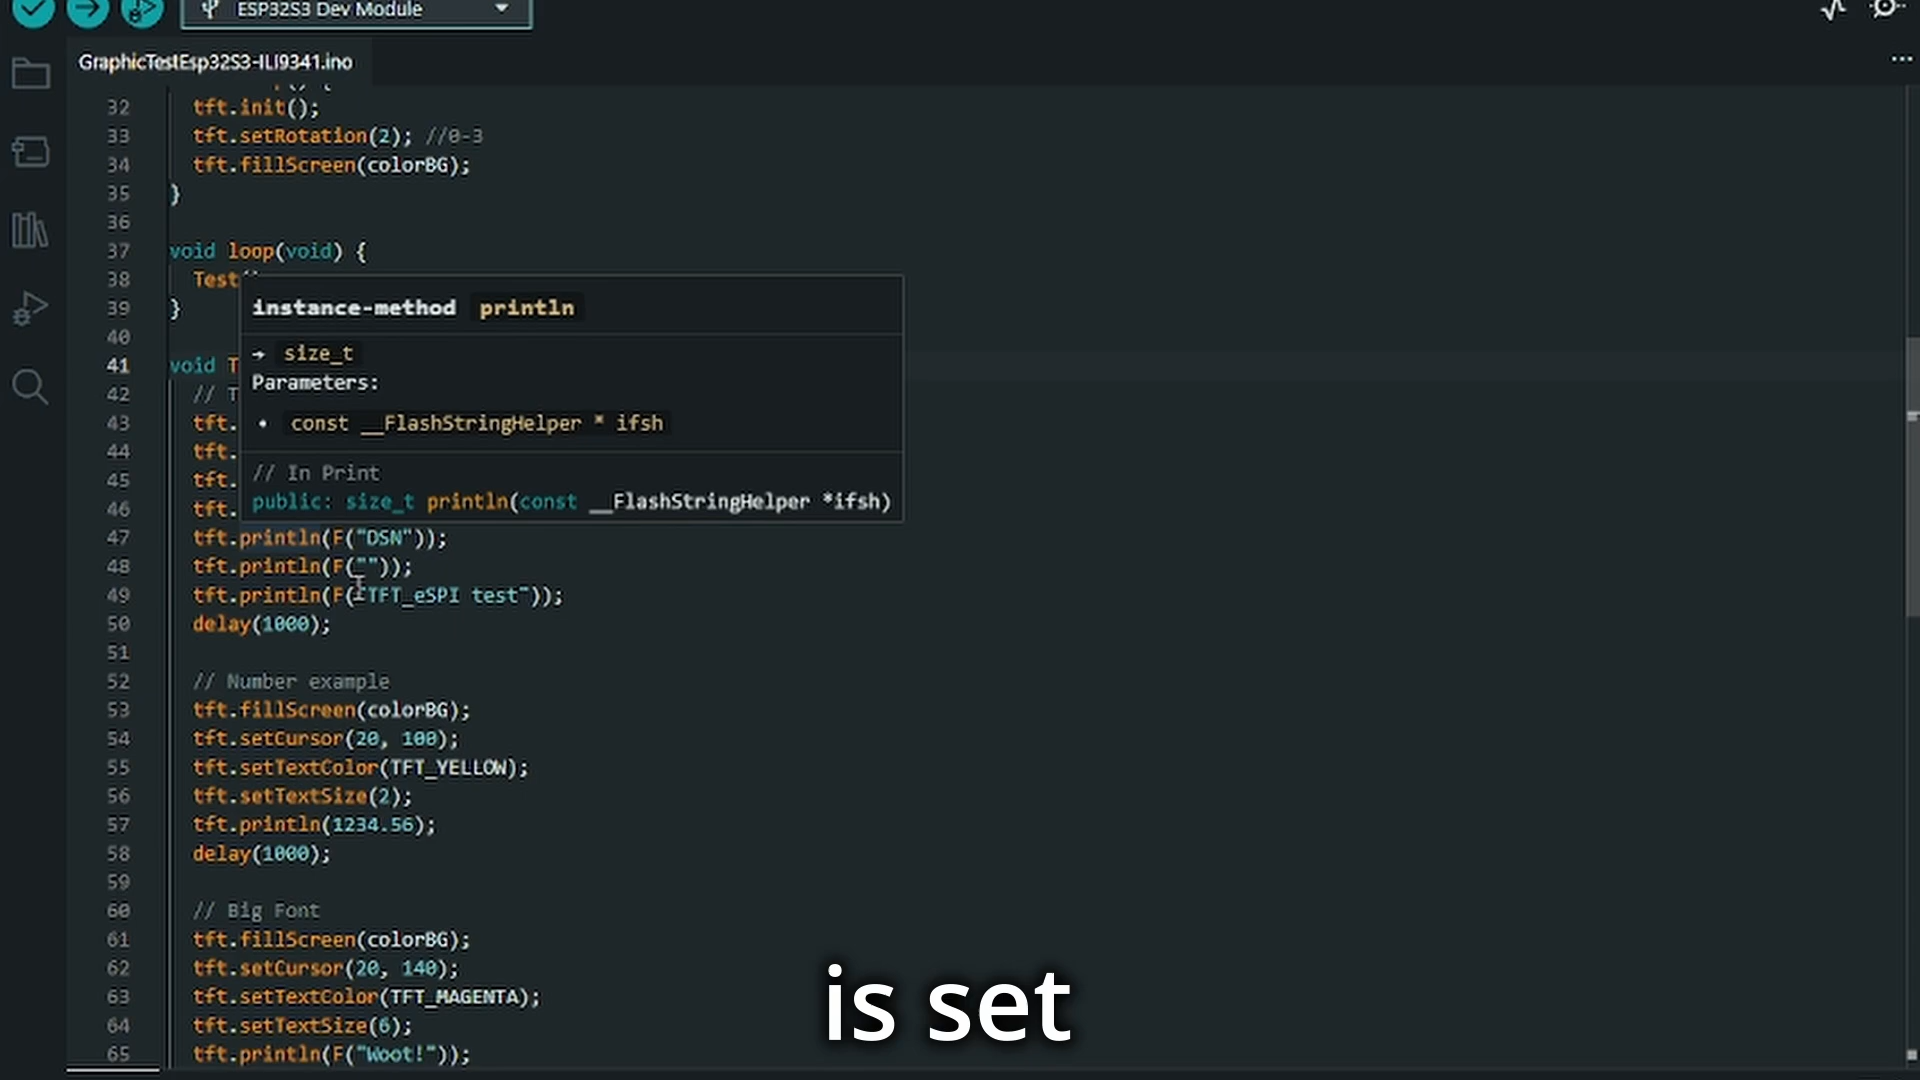 ESP32S3 Dev Module
GraphicTestEsp32S3-ILI9341.ino
32 tft.init();
33 tft.setRotation(2); //0-3
34 tft.fillScreen(colorBG);
35 }
36
37 void loop(void) {
38 Test
39 }
40
41 void T
42 // T
43 tft.
44 tft.
45 tft.
46 tft.
instance-method println
→ size_t
Parameters:
• const __FlashStringHelper * ifsh
// In Print
public: size_t println(const __FlashStringHelper *ifsh)
47 tft.println(F("DSN"));
48 tft.println(F(""));
49 tft.println(F("TFT_eSPI test"));
50 delay(1000);
51
52 // Number example
53 tft.fillScreen(colorBG);
54 tft.setCursor(20, 100);
55 tft.setTextColor(TFT_YELLOW);
56 tft.setTextSize(2);
57 tft.println(1234.56);
58 delay(1000);
59
60 // Big Font
61 tft.fillScreen(colorBG);
62 tft.setCursor(20, 140);
63 tft.setTextColor(TFT_MAGENTA);
64 tft.setTextSize(6);
65 tft.println(F("Woot!"));
is set